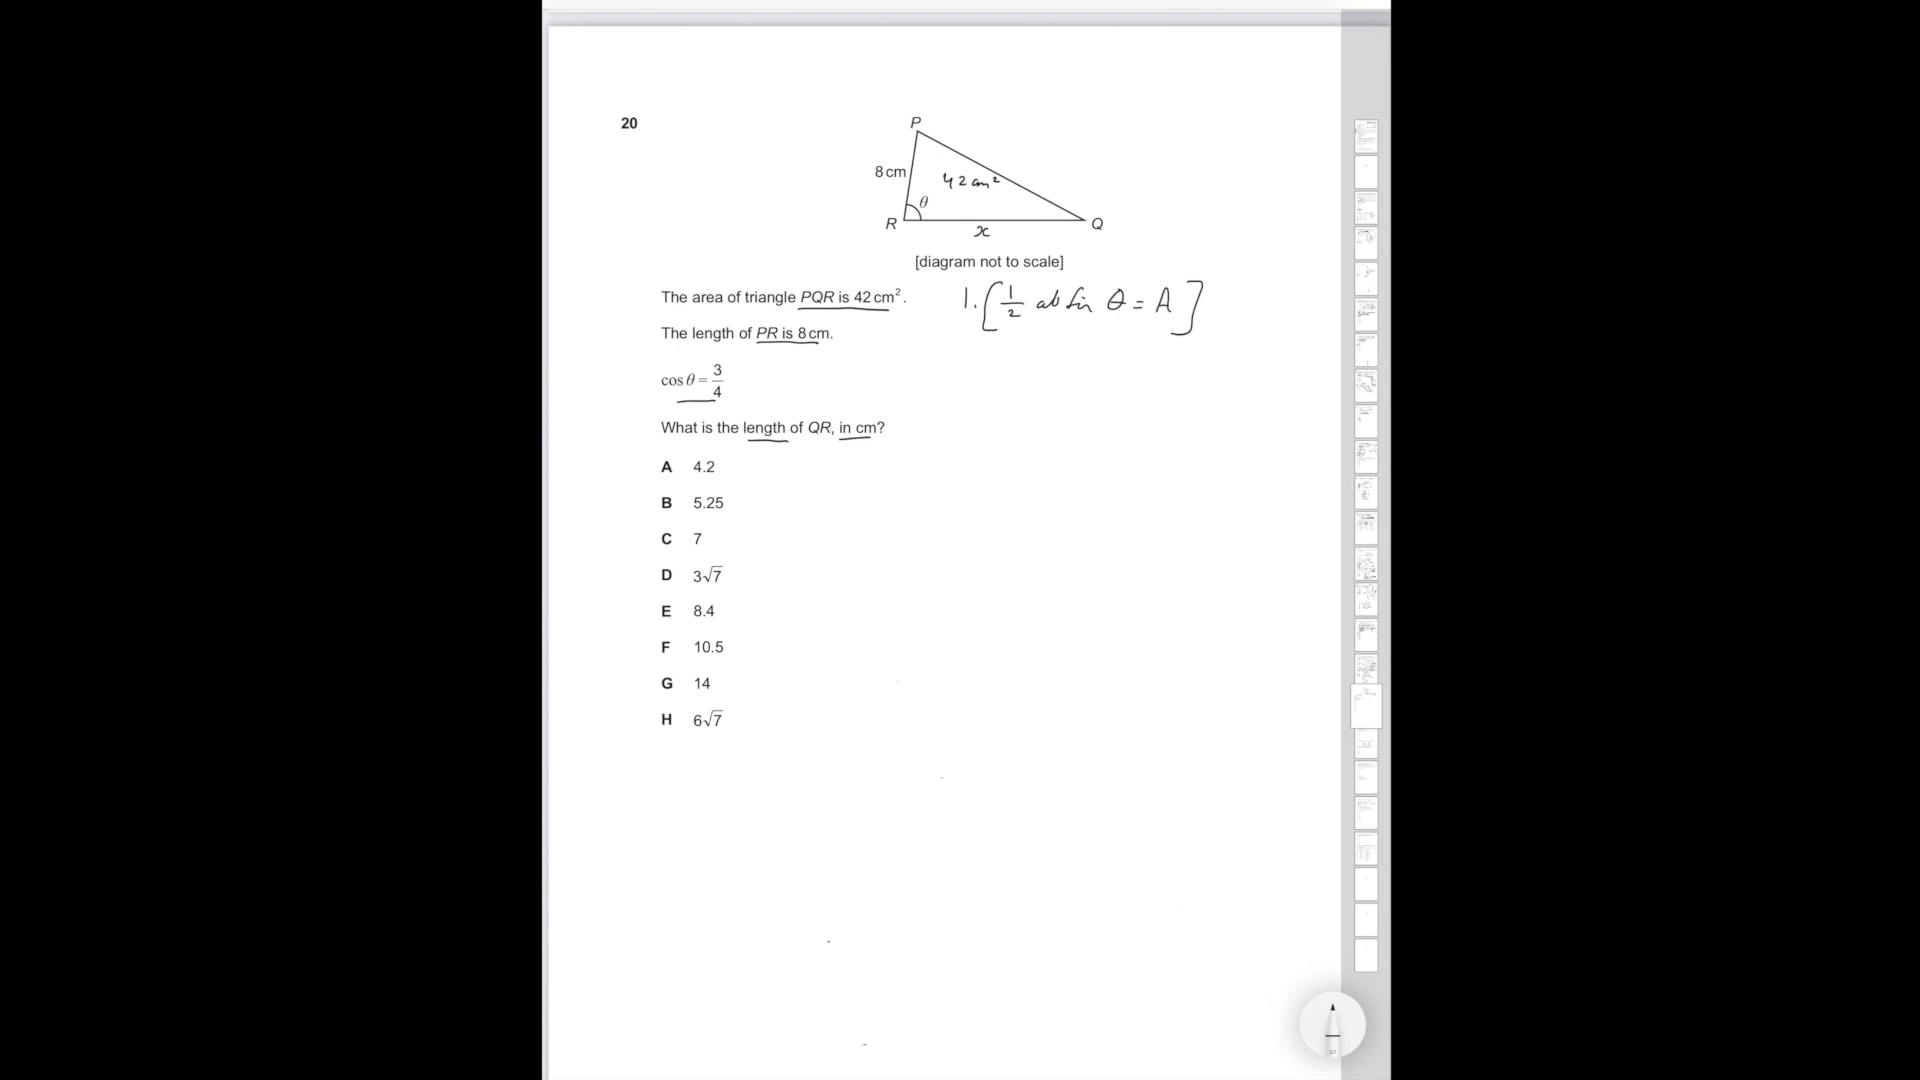 20
P
8 cm
42 cm²
θ
R
Q
x
[diagram not to scale]
The area of triangle PQR is 42 cm².
1. [ 1/2 ab Sin θ = A ]
The length of PR is 8 cm.
cos θ = 3/4
What is the length of QR, in cm?
A 4.2
B 5.25
C 7
D 3√7
E 8.4
F 10.5
G 14
H 6√7